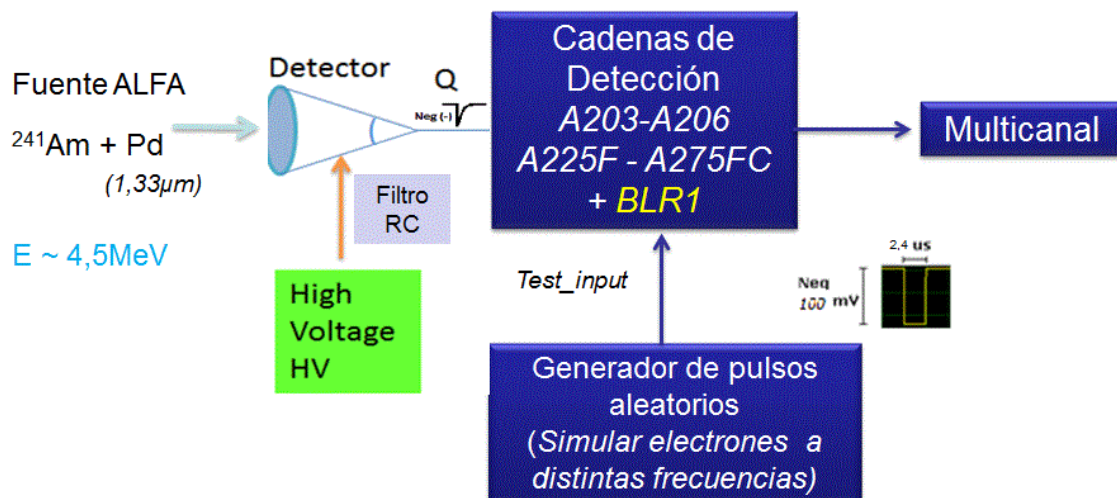 Fuente ALFA
²⁴¹Am + Pd
(1,33µm)
E ~ 4,5MeV
Detector
Q
Neg (-)
Filtro
RC
High
Voltage
HV
Cadenas de
Detección
A203-A206
A225F - A275FC
+ BLR1
Multicanal
Test_input
2,4 us
Neg
100 mV
Generador de pulsos
aleatorios
(Simular electrones a
distintas frecuencias)